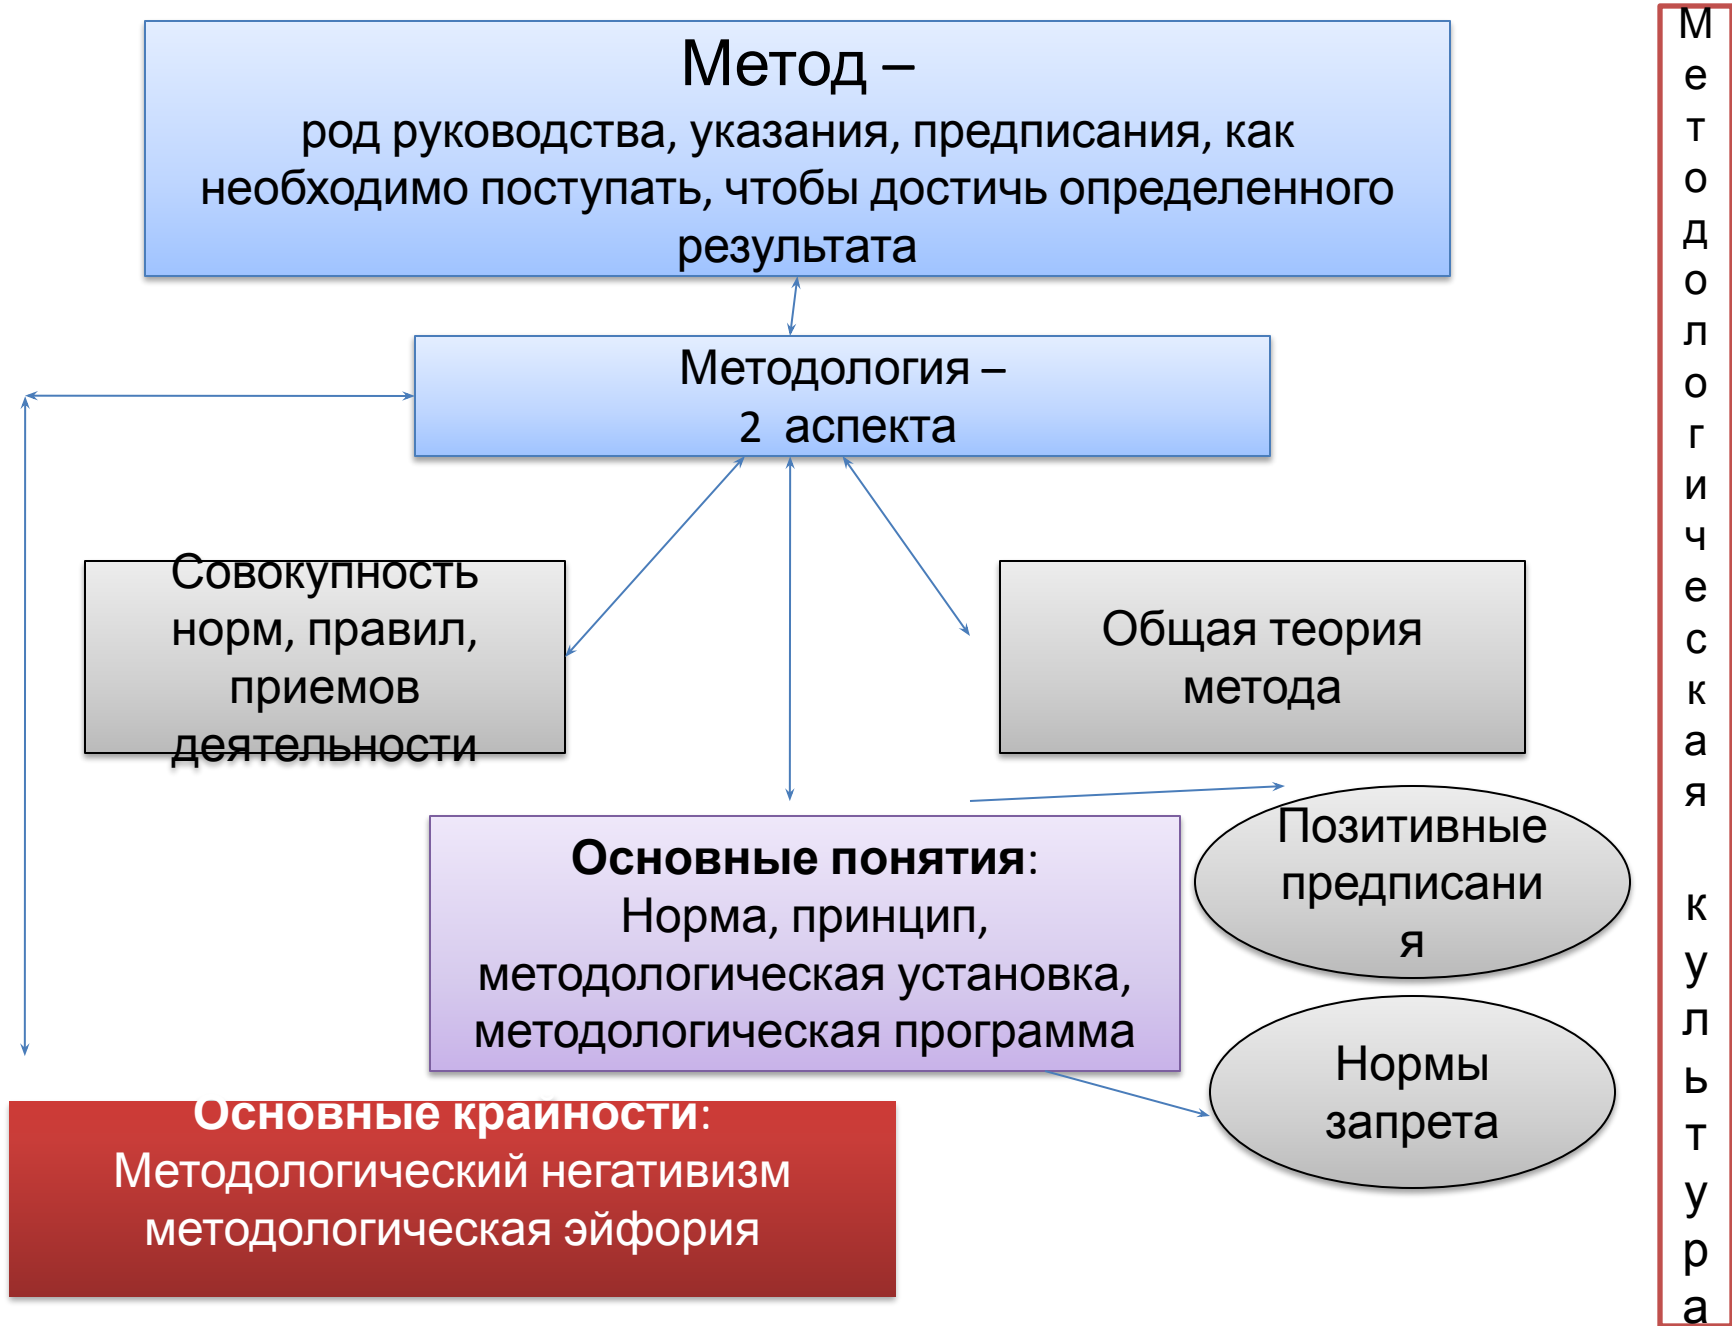 Метод –
род руководства, указания, предписания, как
необходимо поступать, чтобы достичь определенного
результата
Методология –
2 аспекта
Совокупность
норм, правил,
приемов
деятельности
Общая теория
метода
Основные понятия:
Норма, принцип,
методологическая установка,
методологическая программа
Позитивные
предписани
я
Нормы
запрета
Основные крайности:
Методологический негативизм
методологическая эйфория
Методологическая культура